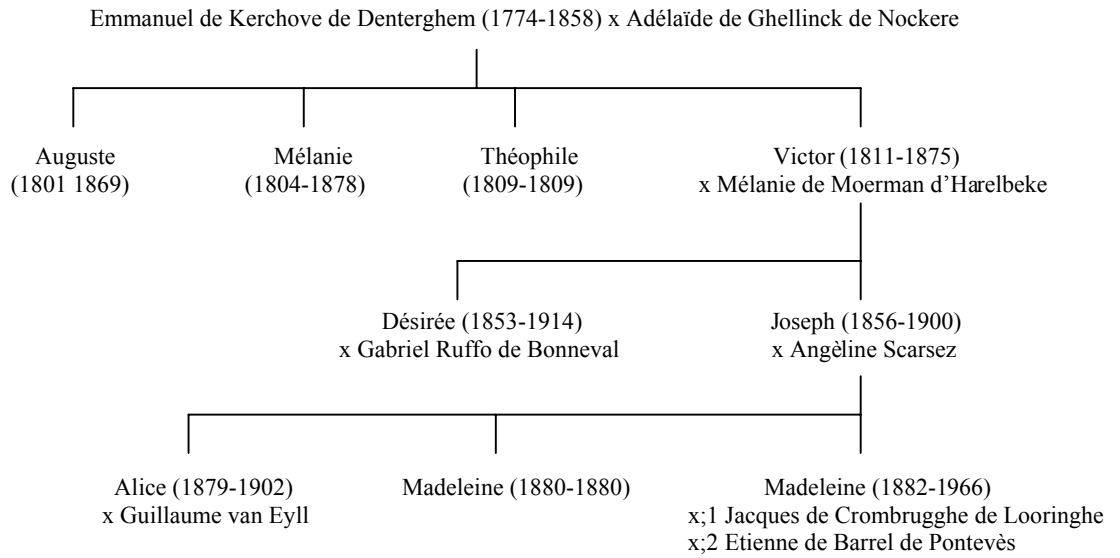 Emmanuel de Kerchove de Denterghem (1774-1858) x Adélaïde de Ghellinck de Nockere
Auguste
(1801 1869)
Mélanie
(1804-1878)
Théophile
(1809-1809)
Victor (1811-1875)
x Mélanie de Moerman d’Harelbeke
Désirée (1853-1914)
x Gabriel Ruffo de Bonneval
Joseph (1856-1900)
x Angèline Scarsez
Alice (1879-1902)
x Guillaume van Eyll
Madeleine (1880-1880)
Madeleine (1882-1966)
x;1 Jacques de Crombrugghe de Looringhe
x;2 Etienne de Barrel de Pontevès